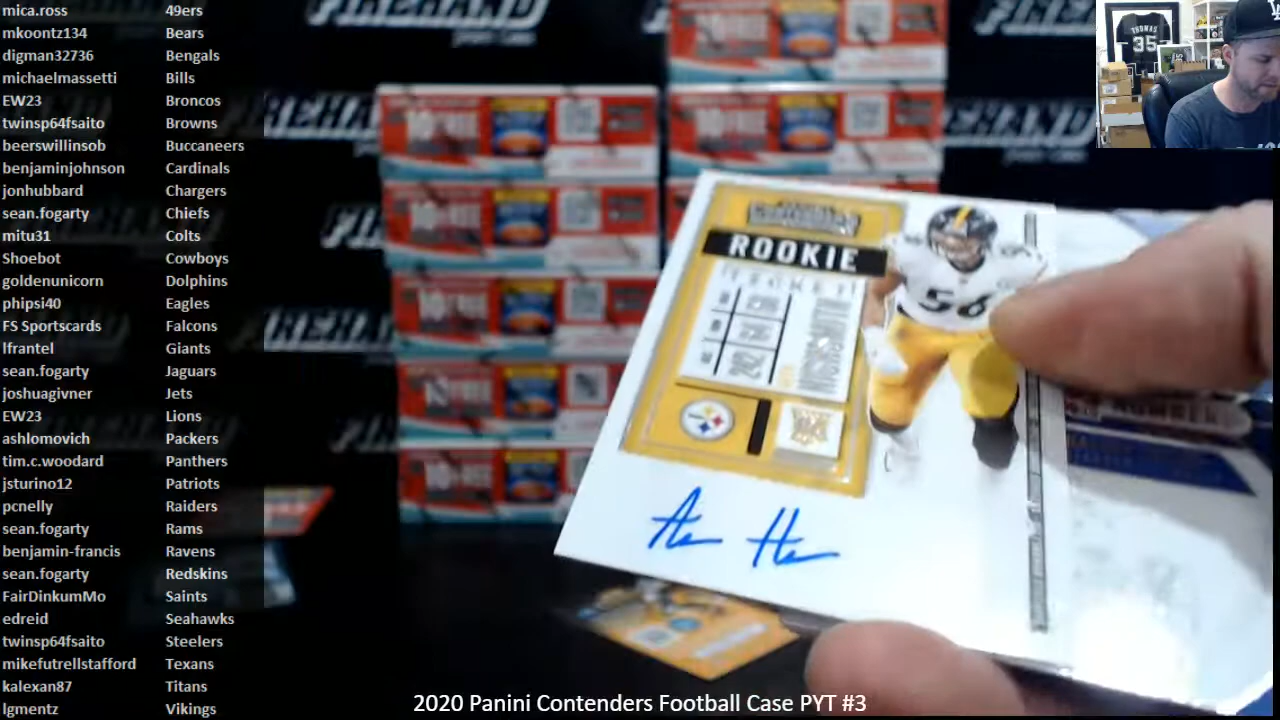 mica.ross 49ers
mkoontz134 Bears
digman32736 Bengals
michaelmassetti Bills
EW23 Broncos
twinsp64fsaito Browns
beerswillinsob Buccaneers
benjaminjohnson Cardinals
jonhubbard Chargers
sean.fogarty Chiefs
mitu31 Colts
Shoebot Cowboys
goldenunicorn Dolphins
phipsi40 Eagles
FS Sportscards Falcons
lfrantel Giants
sean.fogarty Jaguars
joshuagivner Jets
EW23 Lions
ashlomovich Packers
tim.c.woodard Panthers
jsturino12 Patriots
pcnelly Raiders
sean.fogarty Rams
benjamin-francis Ravens
sean.fogarty Redskins
FairDinkumMo Saints
edreid Seahawks
twinsp64fsaito Steelers
mikefutrellstafford Texans
kalexan87 Titans
lgmentz Vikings
THOMAS
35
ROOKIE
TICKET
56
2020 Panini Contenders Football Case PYT #3